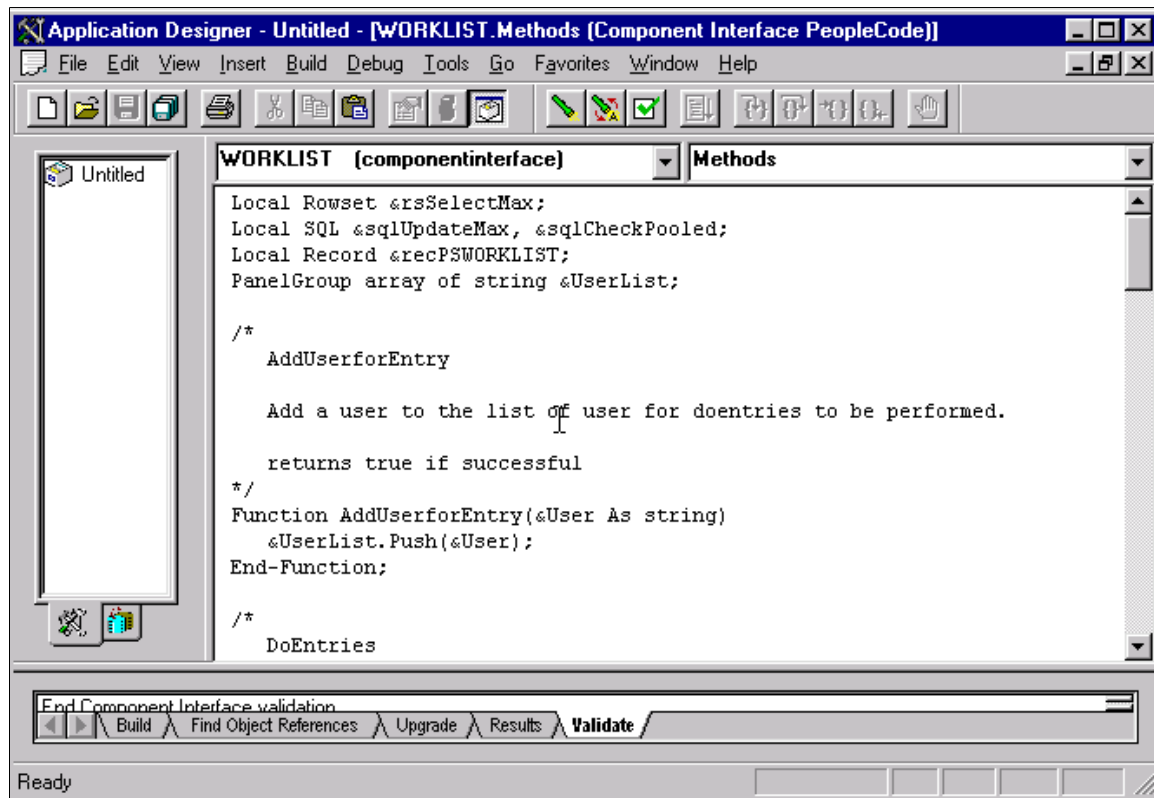 Application Designer - Untitled - [WORKLIST.Methods (Component Interface PeopleCode)]
File Edit View Insert Build Debug Tools Go Favorites Window Help
Untitled
WORKLIST (componentinterface) Methods
Local Rowset &rsSelectMax;
Local SQL &sqlUpdateMax, &sqlCheckPooled;
Local Record &recPSWORKLIST;
PanelGroup array of string &UserList;
/*
AddUserforEntry
Add a user to the list of user for doentries to be performed.
returns true if successful
*/
Function AddUserforEntry(&User As string)
&UserList.Push(&User);
End-Function;
/*
DoEntries
End Component Interface validation
Build Find Object References Upgrade Results Validate
Ready